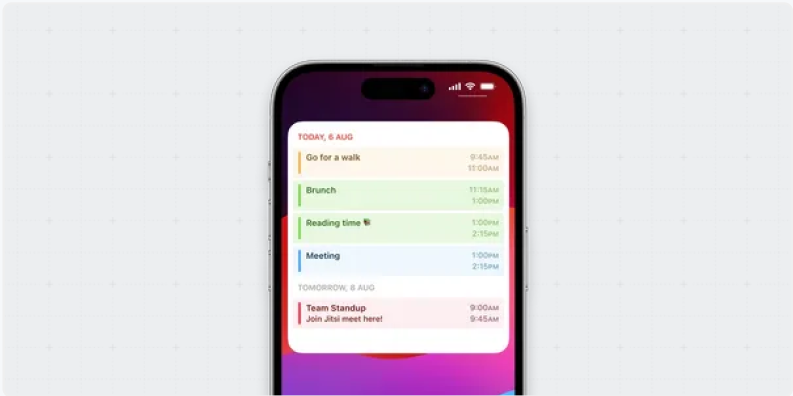 TODAY, 6 AUG
Go for a walk 9:45AM
11:00AM
Brunch 11:15AM
1:00PM
Reading time 1:00PM
2:15PM
Meeting 1:00PM
2:15PM
TOMORROW, 8 AUG
Team Standup 9:00AM
Join Jitsi meet here! 9:45AM